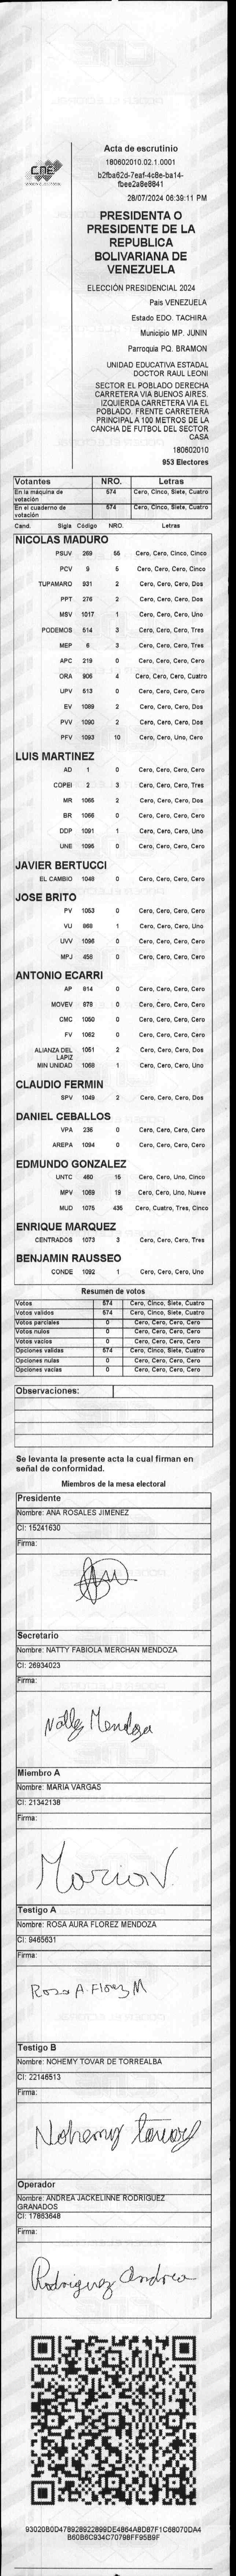 CNE
Acta de escrutinio
180602010.02.1.0001
b2fba62d-7eaf-4c8e-ba14-
fbee2a8e8841
28/07/2024 06:39:11 PM
PRESIDENTA O
PRESIDENTE DE LA
REPUBLICA
BOLIVARIANA DE
VENEZUELA
ELECCIÓN PRESIDENCIAL 2024
Pais VENEZUELA
Estado EDO. TACHIRA
Municipio MP. JUNIN
Parroquia PQ. BRAMON
UNIDAD EDUCATIVA ESTADAL
DOCTOR RAUL LEONI
SECTOR EL POBLADO DERECHA
CARRETERA VIA BUENOS AIRES.
IZQUIERDA CARRETERA VIA EL
POBLADO. FRENTE CARRETERA
PRINCIPAL A 100 METROS DE LA
CANCHA DE FUTBOL DEL SECTOR
CASA
180602010
953 Electores
Votantes NRO. Letras
En la máquina de votación 574 Cero, Cinco, Siete, Cuatro
En el cuaderno de votación 574 Cero, Cinco, Siete, Cuatro
Cand. Sigla Código NRO. Letras
NICOLAS MADURO
PSUV 269 55 Cero, Cero, Cinco, Cinco
PCV 9 5 Cero, Cero, Cero, Cinco
TUPAMARO 931 2 Cero, Cero, Cero, Dos
PPT 276 2 Cero, Cero, Cero, Dos
MSV 1017 1 Cero, Cero, Cero, Uno
PODEMOS 514 3 Cero, Cero, Cero, Tres
MEP 6 3 Cero, Cero, Cero, Tres
APC 219 0 Cero, Cero, Cero, Cero
ORA 906 4 Cero, Cero, Cero, Cuatro
UPV 513 0 Cero, Cero, Cero, Cero
EV 1089 2 Cero, Cero, Cero, Dos
PVV 1090 2 Cero, Cero, Cero, Dos
PFV 1093 10 Cero, Cero, Uno, Cero
LUIS MARTINEZ
AD 1 0 Cero, Cero, Cero, Cero
COPEI 2 3 Cero, Cero, Cero, Tres
MR 1065 2 Cero, Cero, Cero, Dos
BR 1066 0 Cero, Cero, Cero, Cero
DDP 1091 1 Cero, Cero, Cero, Uno
UNE 1095 0 Cero, Cero, Cero, Cero
JAVIER BERTUCCI
EL CAMBIO 1048 0 Cero, Cero, Cero, Cero
JOSE BRITO
PV 1053 0 Cero, Cero, Cero, Cero
VU 868 1 Cero, Cero, Cero, Uno
UVV 1096 0 Cero, Cero, Cero, Cero
MPJ 458 0 Cero, Cero, Cero, Cero
ANTONIO ECARRI
AP 814 0 Cero, Cero, Cero, Cero
MOVEV 979 0 Cero, Cero, Cero, Cero
CMC 1050 0 Cero, Cero, Cero, Cero
FV 1062 0 Cero, Cero, Cero, Cero
ALIANZA DEL LAPIZ 1051 2 Cero, Cero, Cero, Dos
MIN UNIDAD 1068 1 Cero, Cero, Cero, Uno
CLAUDIO FERMIN
SPV 1049 2 Cero, Cero, Cero, Dos
DANIEL CEBALLOS
VPA 236 0 Cero, Cero, Cero, Cero
AREPA 1094 0 Cero, Cero, Cero, Cero
EDMUNDO GONZALEZ
UNTC 480 15 Cero, Cero, Uno, Cinco
MPV 1069 19 Cero, Cero, Uno, Nueve
MUD 1075 435 Cero, Cuatro, Tres, Cinco
ENRIQUE MARQUEZ
CENTRADOS 1073 3 Cero, Cero, Cero, Tres
BENJAMIN RAUSSEO
CONDE 1092 1 Cero, Cero, Cero, Uno
Resumen de votos
Votos 574 Cero, Cinco, Siete, Cuatro
Votos validos 574 Cero, Cinco, Siete, Cuatro
Votos parciales 0 Cero, Cero, Cero, Cero
Votos nulos 0 Cero, Cero, Cero, Cero
Votos vacios 0 Cero, Cero, Cero, Cero
Opciones validas 574 Cero, Cinco, Siete, Cuatro
Opciones nulas 0 Cero, Cero, Cero, Cero
Opciones vacias 0 Cero, Cero, Cero, Cero
Observaciones:
Se levanta la presente acta la cual firman en
señal de conformidad.
Miembros de la mesa electoral
Presidente
Nombre: ANA ROSALES JIMENEZ
CI: 15241630
Firma:
Secretario
Nombre: NATTY FABIOLA MERCHAN MENDOZA
CI: 26934023
Firma:
Natty Mendoza
Miembro A
Nombre: MARIA VARGAS
CI: 21342138
Firma:
Maria V.
Testigo A
Nombre: ROSA AURA FLOREZ MENDOZA
CI: 9465631
Firma:
Rosa A. Florez M
Testigo B
Nombre: NOHEMY TOVAR DE TORREALBA
CI: 22146513
Firma:
Nohemy tovar
Operador
Nombre: ANDREA JACKELINNE RODRIGUEZ
GRANADOS
CI: 17863648
Firma:
Rodriguez Andrea
93020B0D478928922899DE4864A8D87F1C68070DA4
B60B6C934C70798FF95B9F